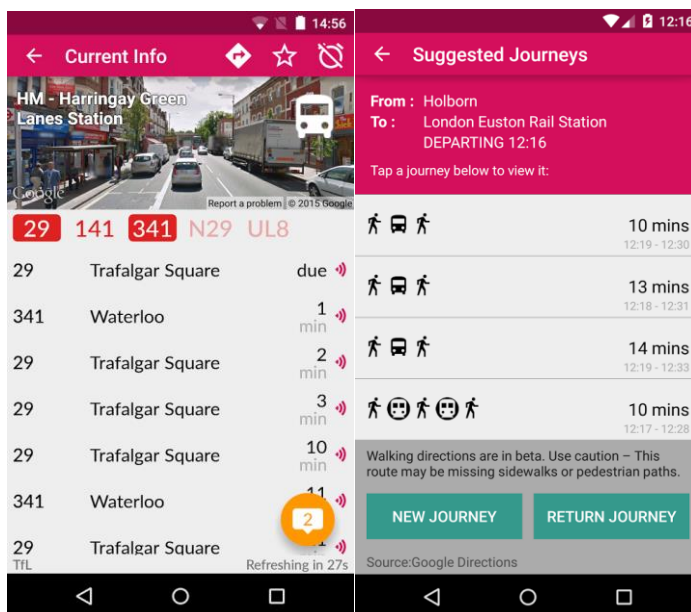 14:56
Current Info
HM - Harringay Green
Lanes Station
Google
Report a problem © 2015 Google
29 141 341 N29 UL8
29 Trafalgar Square due
341 Waterloo 1
min
29 Trafalgar Square 2
min
29 Trafalgar Square 3
min
29 Trafalgar Square 10
min
341 Waterloo 11
2
29 Trafalgar Square
TfL Refreshing in 27s
12:16
Suggested Journeys
From : Holborn
To : London Euston Rail Station
DEPARTING 12:16
Tap a journey below to view it:
10 mins
12:19 - 12:30
13 mins
12:18 - 12:31
14 mins
12:19 - 12:33
10 mins
12:17 - 12:28
Walking directions are in beta. Use caution – This
route may be missing sidewalks or pedestrian paths.
NEW JOURNEY RETURN JOURNEY
Source:Google Directions